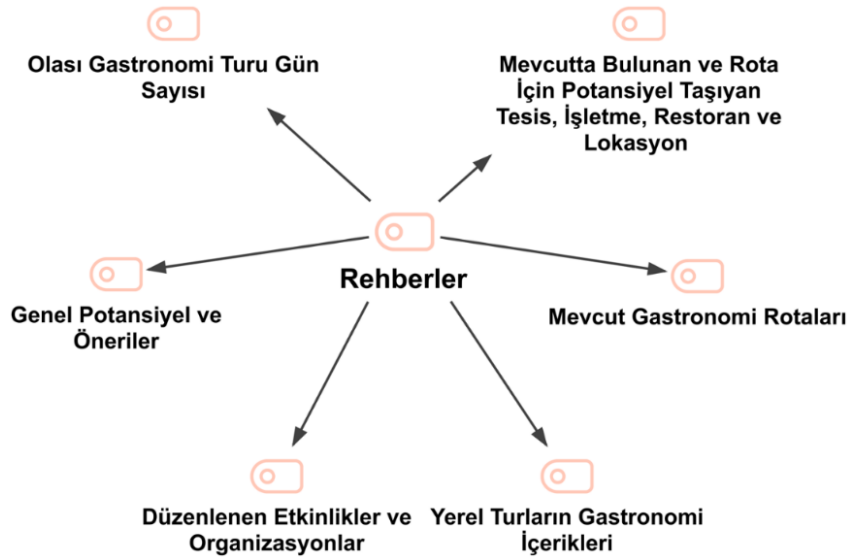 Olası Gastronomi Turu Gün
Sayısı
Mevcutta Bulunan ve Rota
İçin Potansiyel Taşıyan
Tesis, İşletme, Restoran ve
Lokasyon
Rehberler
Genel Potansiyel ve
Öneriler
Mevcut Gastronomi Rotaları
Düzenlenen Etkinlikler ve
Organizasyonlar
Yerel Turların Gastronomi
İçerikleri